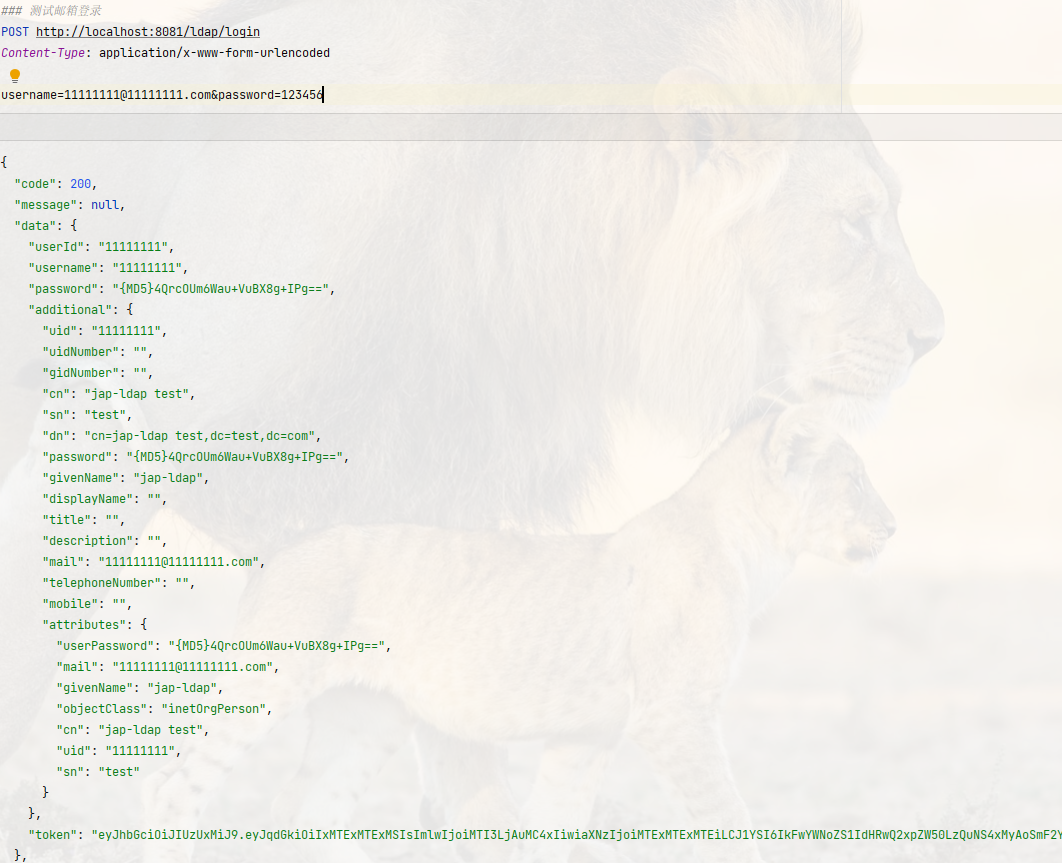 ### 测试邮箱登录
POST http://localhost:8081/ldap/login
Content-Type: application/x-www-form-urlencoded
username=11111111@11111111.com&password=123456
{
"code": 200,
"message": null,
"data": {
"userId": "11111111",
"username": "11111111",
"password": "{MD5}4QrcOUm6Wau+VuBX8g+IPg==",
"additional": {
"uid": "11111111",
"uidNumber": "",
"gidNumber": "",
"cn": "jap-ldap test",
"sn": "test",
"dn": "cn=jap-ldap test,dc=test,dc=com",
"password": "{MD5}4QrcOUm6Wau+VuBX8g+IPg==",
"givenName": "jap-ldap",
"displayName": "",
"title": "",
"description": "",
"mail": "11111111@11111111.com",
"telephoneNumber": "",
"mobile": "",
"attributes": {
"userPassword": "{MD5}4QrcOUm6Wau+VuBX8g+IPg==",
"mail": "11111111@11111111.com",
"givenName": "jap-ldap",
"objectClass": "inetOrgPerson",
"cn": "jap-ldap test",
"uid": "11111111",
"sn": "test"
}
},
"token": "eyJhbGciOiJIUzUxMiJ9.eyJqdGkiOiIxMTExMTExMSIsImlwIjoiMTI3LjAuMC4xIiwiaXNzIjoiMTExMTExMTEiLCJ1YSI6IkFwYWNoZS1IdHRwQ2xpZW50LzQuNS4xMyAoSmF2Y
},